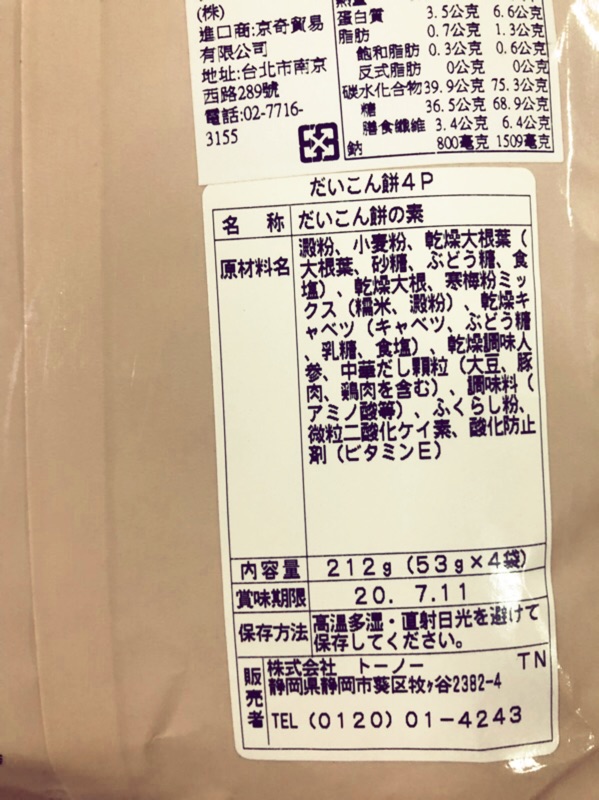 (株)
進口商:京奇貿易
有限公司
地址:台北市南京
西路289號
電話:02-7716-
3155
蛋白質 3.5公克 6.6公克
脂肪 0.7公克 1.3公克
飽和脂肪 0.3公克 0.6公克
反式脂肪 0公克 0公克
碳水化合物39.9公克 75.3公克
糖 36.5公克 68.9公克
膳食纖維 3.4公克 6.4公克
鈉 800毫克 1509毫克
だいこん餅4P
名 称 だいこん餅の素
原材料名
澱粉、小麦粉、乾燥大根葉(
大根葉、砂糖、ぶどう糖、食
塩)、乾燥大根、寒梅粉ミッ
クス(糯米、澱粉)、乾燥キ
ャベツ(キャベツ、ぶどう糖
、乳糖、食塩)、乾燥調味人
参、中華だし顆粒(大豆、豚
肉、鶏肉を含む)、調味料(
アミノ酸等)、ふくらし粉、
微粒二酸化ケイ素、酸化防止
剤(ビタミンE)
内容量 212g(53g×4袋)
賞味期限 20. 7.11
保存方法 高温多湿・直射日光を避けて
保存してください。
販売者 株式会社 トーノー TN
静岡県静岡市葵区牧ヶ谷2382-4
TEL(0120)01-4243